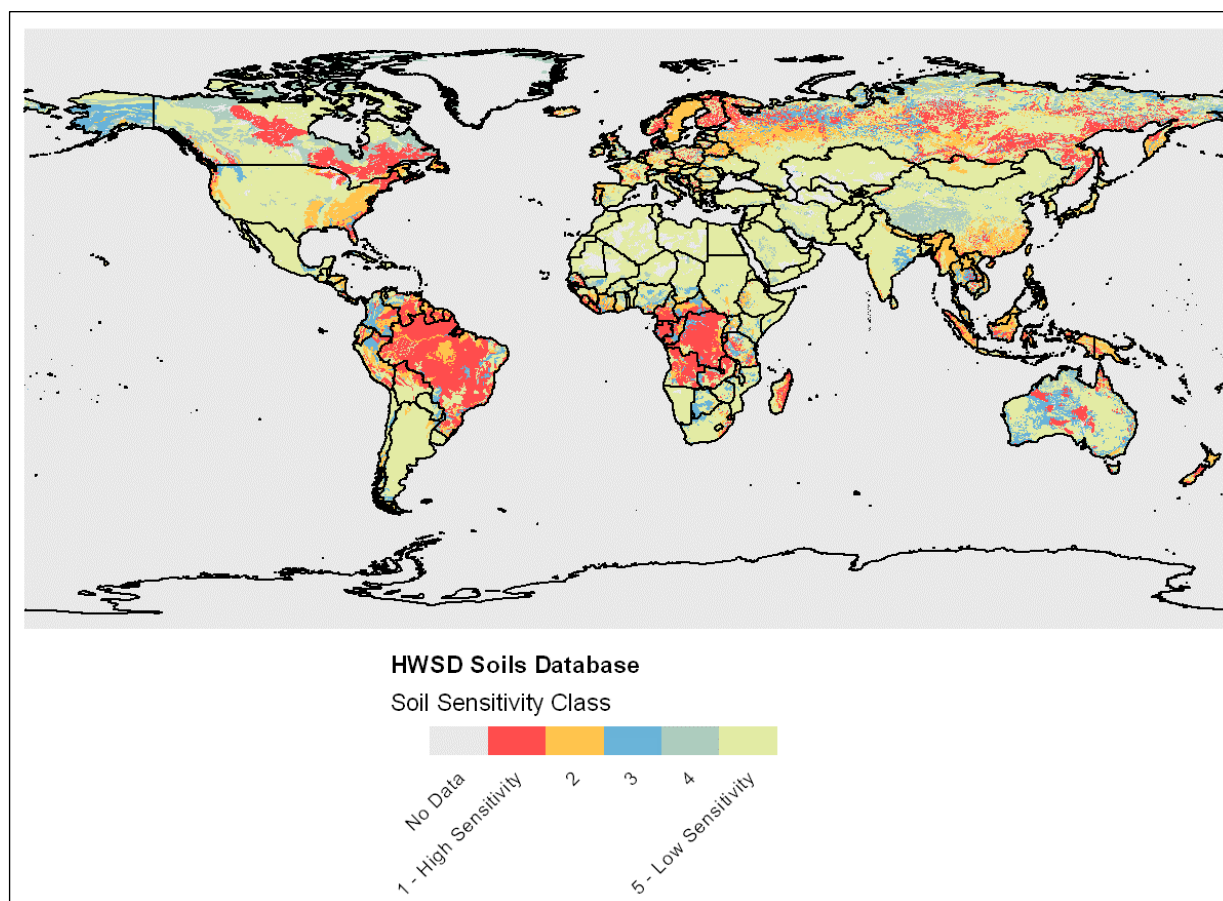 HWSD Soils Database
Soil Sensitivity Class
No Data
1 - High Sensitivity
2
3
4
5 - Low Sensitivity